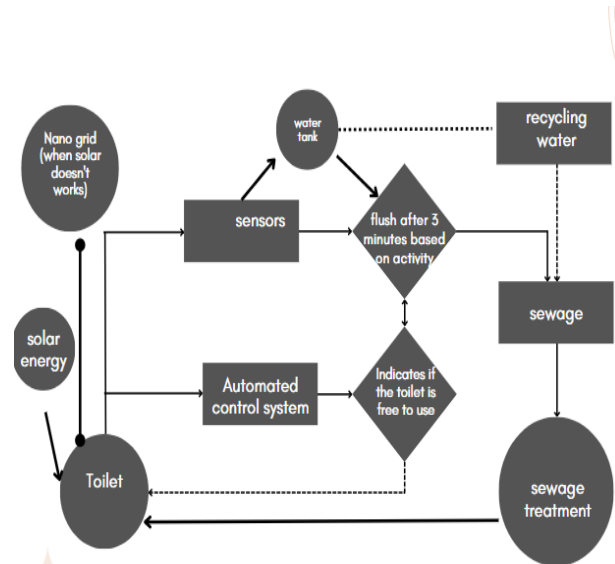 water
tank
recycling
water
Nano grid
(when solar
doesn't
works)
sensors
flush after 3
minutes based
on activity
solar
energy
sewage
Automated
control system
Indicates if
the toilet is
free to use
Toilet
sewage
treatment